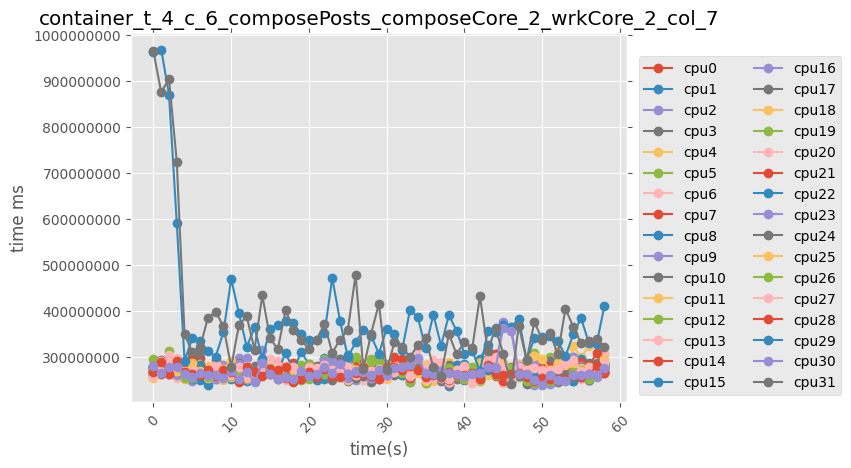 container_t_4_c_6_composePosts_composeCore_2_wrkCore_2_col_7
1000000000
900000000
800000000
700000000
600000000
500000000
400000000
300000000
time ms
0
10
20
30
40
50
60
time(s)
cpu0
cpu1
cpu2
cpu3
cpu4
cpu5
cpu6
cpu7
cpu8
cpu9
cpu10
cpu11
cpu12
cpu13
cpu14
cpu15
cpu16
cpu17
cpu18
cpu19
cpu20
cpu21
cpu22
cpu23
cpu24
cpu25
cpu26
cpu27
cpu28
cpu29
cpu30
cpu31